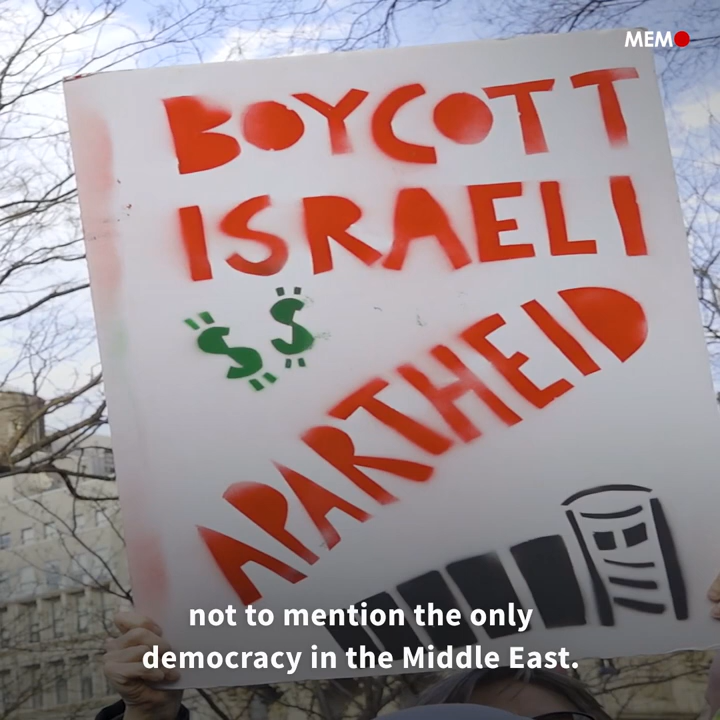 MEMO
BOYCOTT
ISRAELI
$$
APARTHEID
not to mention the only
democracy in the Middle East.